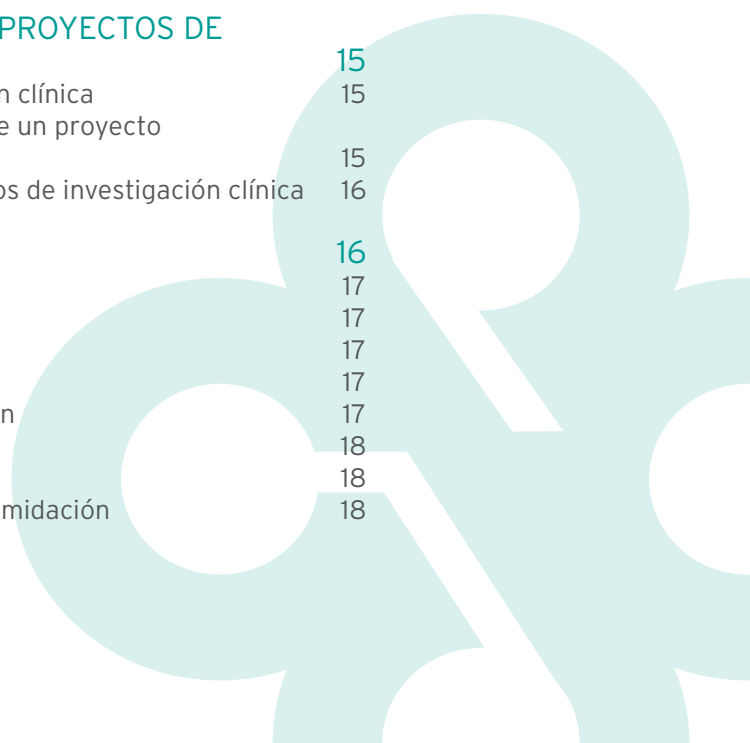 PROYECTOS DE
15
n clínica 15
e un proyecto
15
os de investigación clínica 16
16
17
17
17
17
n 17
18
18
midación 18